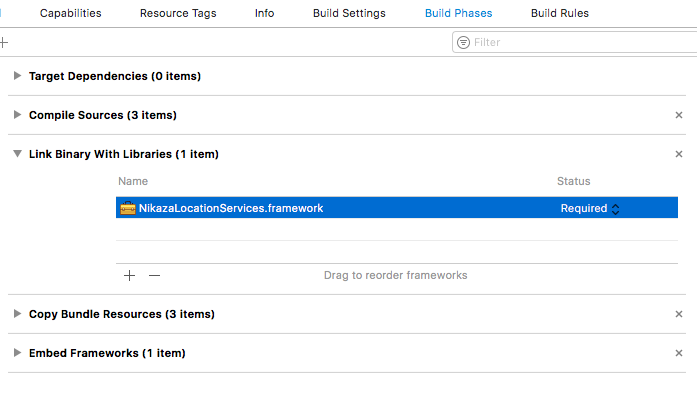 Capabilities Resource Tags Info Build Settings Build Phases Build Rules
Filter
Target Dependencies (0 items)
Compile Sources (3 items)
Link Binary With Libraries (1 item)
Name Status
NikazaLocationServices.framework Required
Drag to reorder frameworks
Copy Bundle Resources (3 items)
Embed Frameworks (1 item)